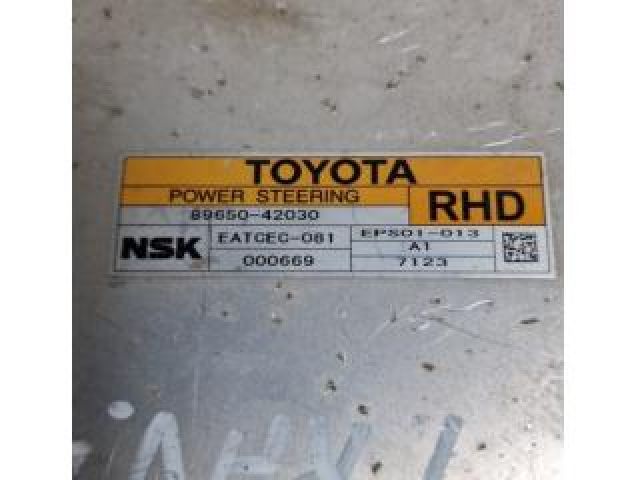 TOYOTA
POWER STEERING
89650-42030
RHD
NSK
EATCEC-081
EPS01-013
A1
000669
7123